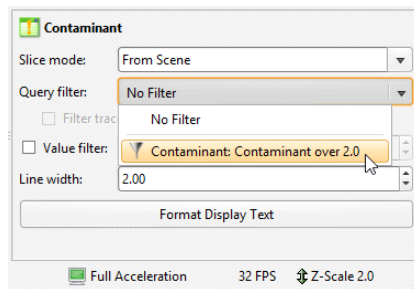 Contaminant
Slice mode: From Scene
Query filter: No Filter
Filter trac
No Filter
Value filter:
Contaminant: Contaminant over 2.0
Line width: 2.00
Format Display Text
Full Acceleration 32 FPS Z-Scale 2.0